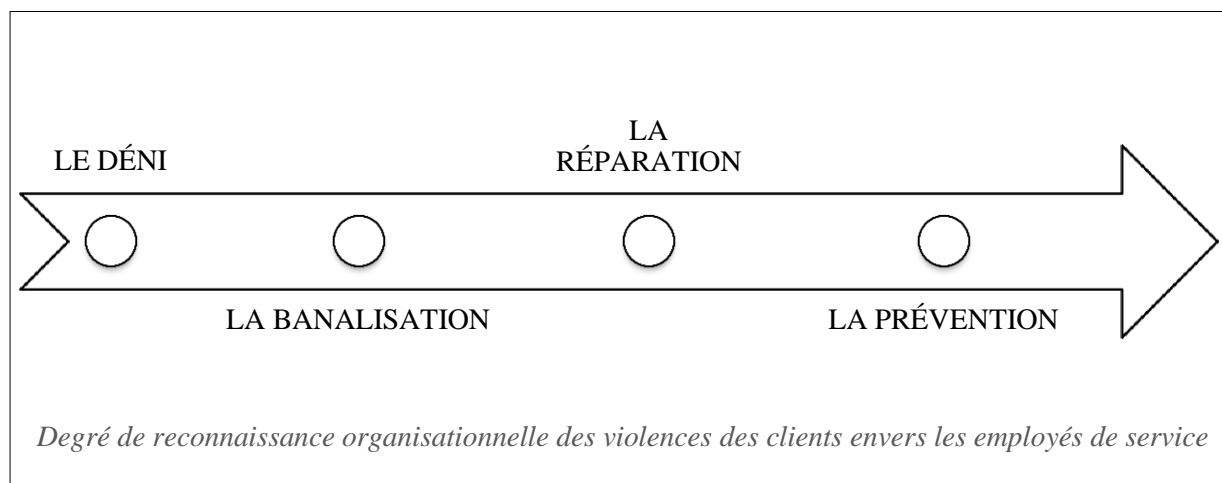 LE DÉNI
LA BANALISATION
LA
RÉPARATION
LA PRÉVENTION
Degré de reconnaissance organisationnelle des violences des clients envers les employés de service